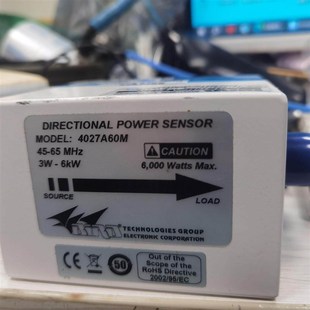 DIRECTIONAL POWER SENSOR
MODEL: 4027A60M
45-65 MHz
3W - 6kW
CAUTION
6,000 Watts Max.
SOURCE
LOAD
BIRD
TECHNOLOGIES GROUP
ELECTRONIC CORPORATION
CE
50
Out of the
Scope of the
RoHS Directive
2002/95/EC